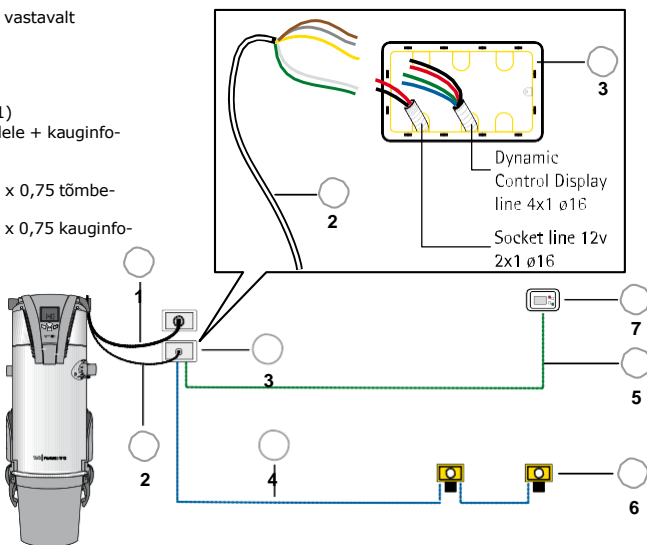 vastavalt
1)
lele + kauginfo-
x 0,75 tõmbe-
x 0,75 kauginfo-
3
Dynamic
Control Display
line 4x1 ø16
2
Socket line 12v
2x1 ø16
1
7
3
5
2
4
6